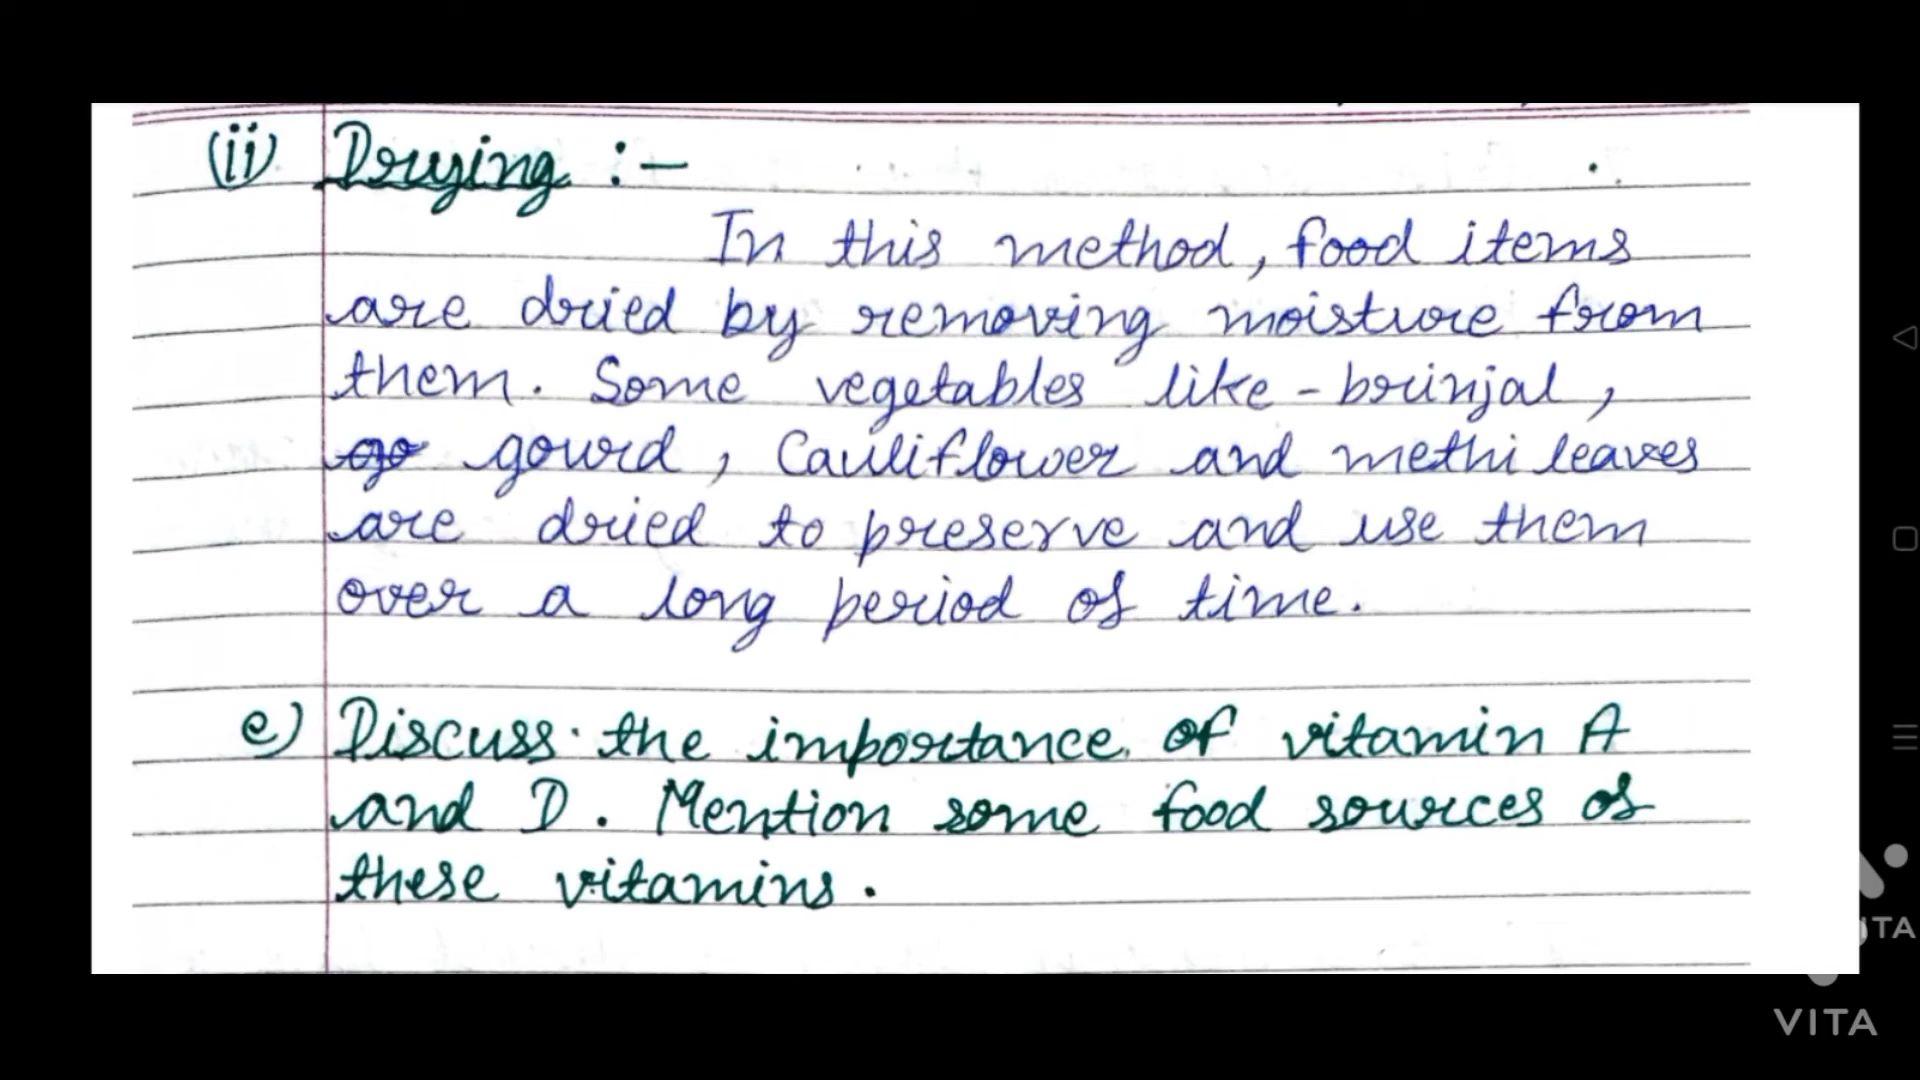 (ii) Drying :-
In this method, food items
are dried by removing moisture from
them. Some vegetables like - brinjal,
go gourd, Cauliflower and methi leaves
are dried to preserve and use them
over a long period of time.
e) Discuss the importance of vitamin A
and D. Mention some food sources of
these vitamins.
ITA
VITA